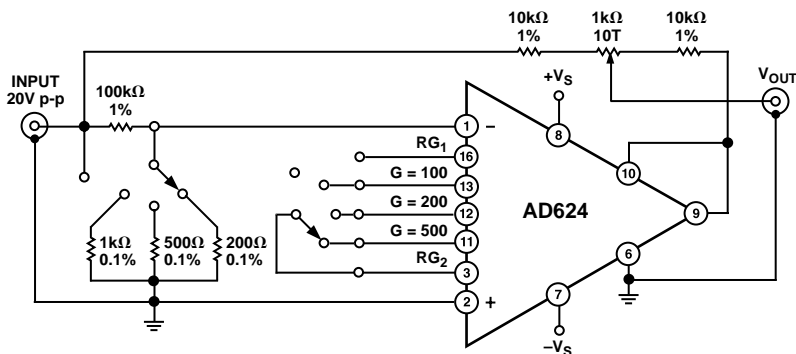 10kΩ
1%
1kΩ
10T
10kΩ
1%
INPUT
20V p-p
100kΩ
1%
+VS
VOUT
1
–
8
RG1
16
G = 100
13
10
G = 200
12
AD624
9
G = 500
11
6
RG2
3
1kΩ
0.1%
500Ω
0.1%
200Ω
0.1%
2
+
7
–VS